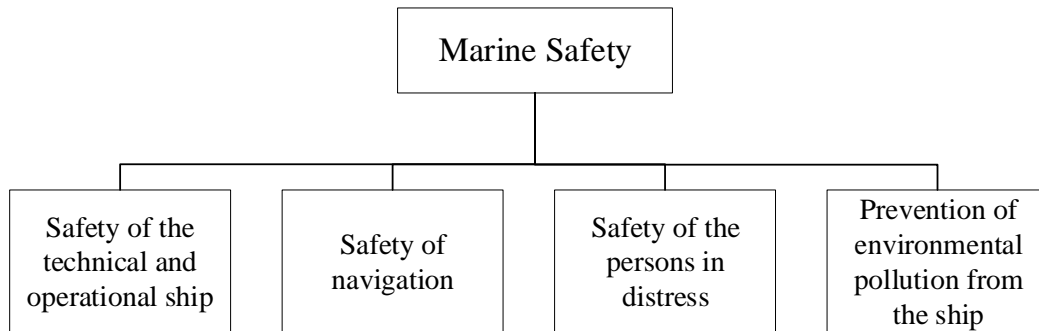 Marine Safety
Safety of the
technical and
operational ship
Safety of
navigation
Safety of the
persons in
distress
Prevention of
environmental
pollution from
the ship